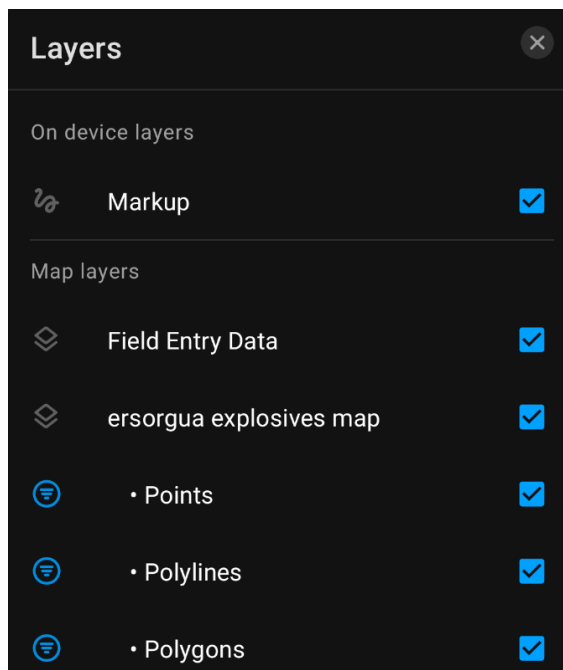 Layers
On device layers
Markup
Map layers
Field Entry Data
ersorgua explosives map
• Points
• Polylines
• Polygons